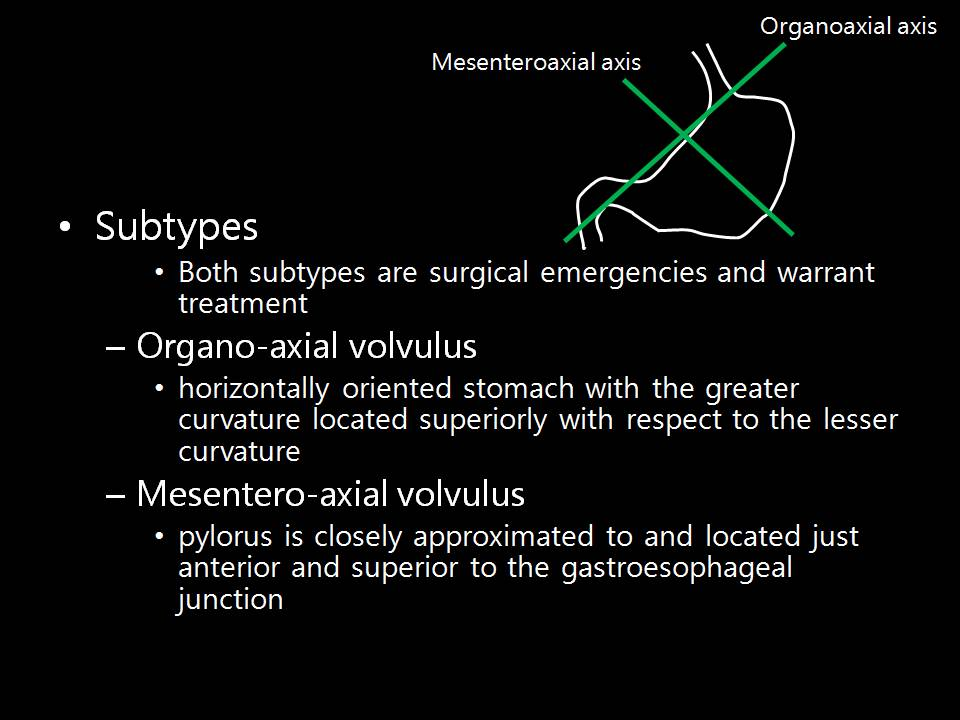 Organoaxial axis
Mesenteroaxial axis
• Subtypes
• Both subtypes are surgical emergencies and warrant
treatment
– Organo-axial volvulus
• horizontally oriented stomach with the greater
curvature located superiorly with respect to the lesser
curvature
– Mesentero-axial volvulus
• pylorus is closely approximated to and located just
anterior and superior to the gastroesophageal
junction